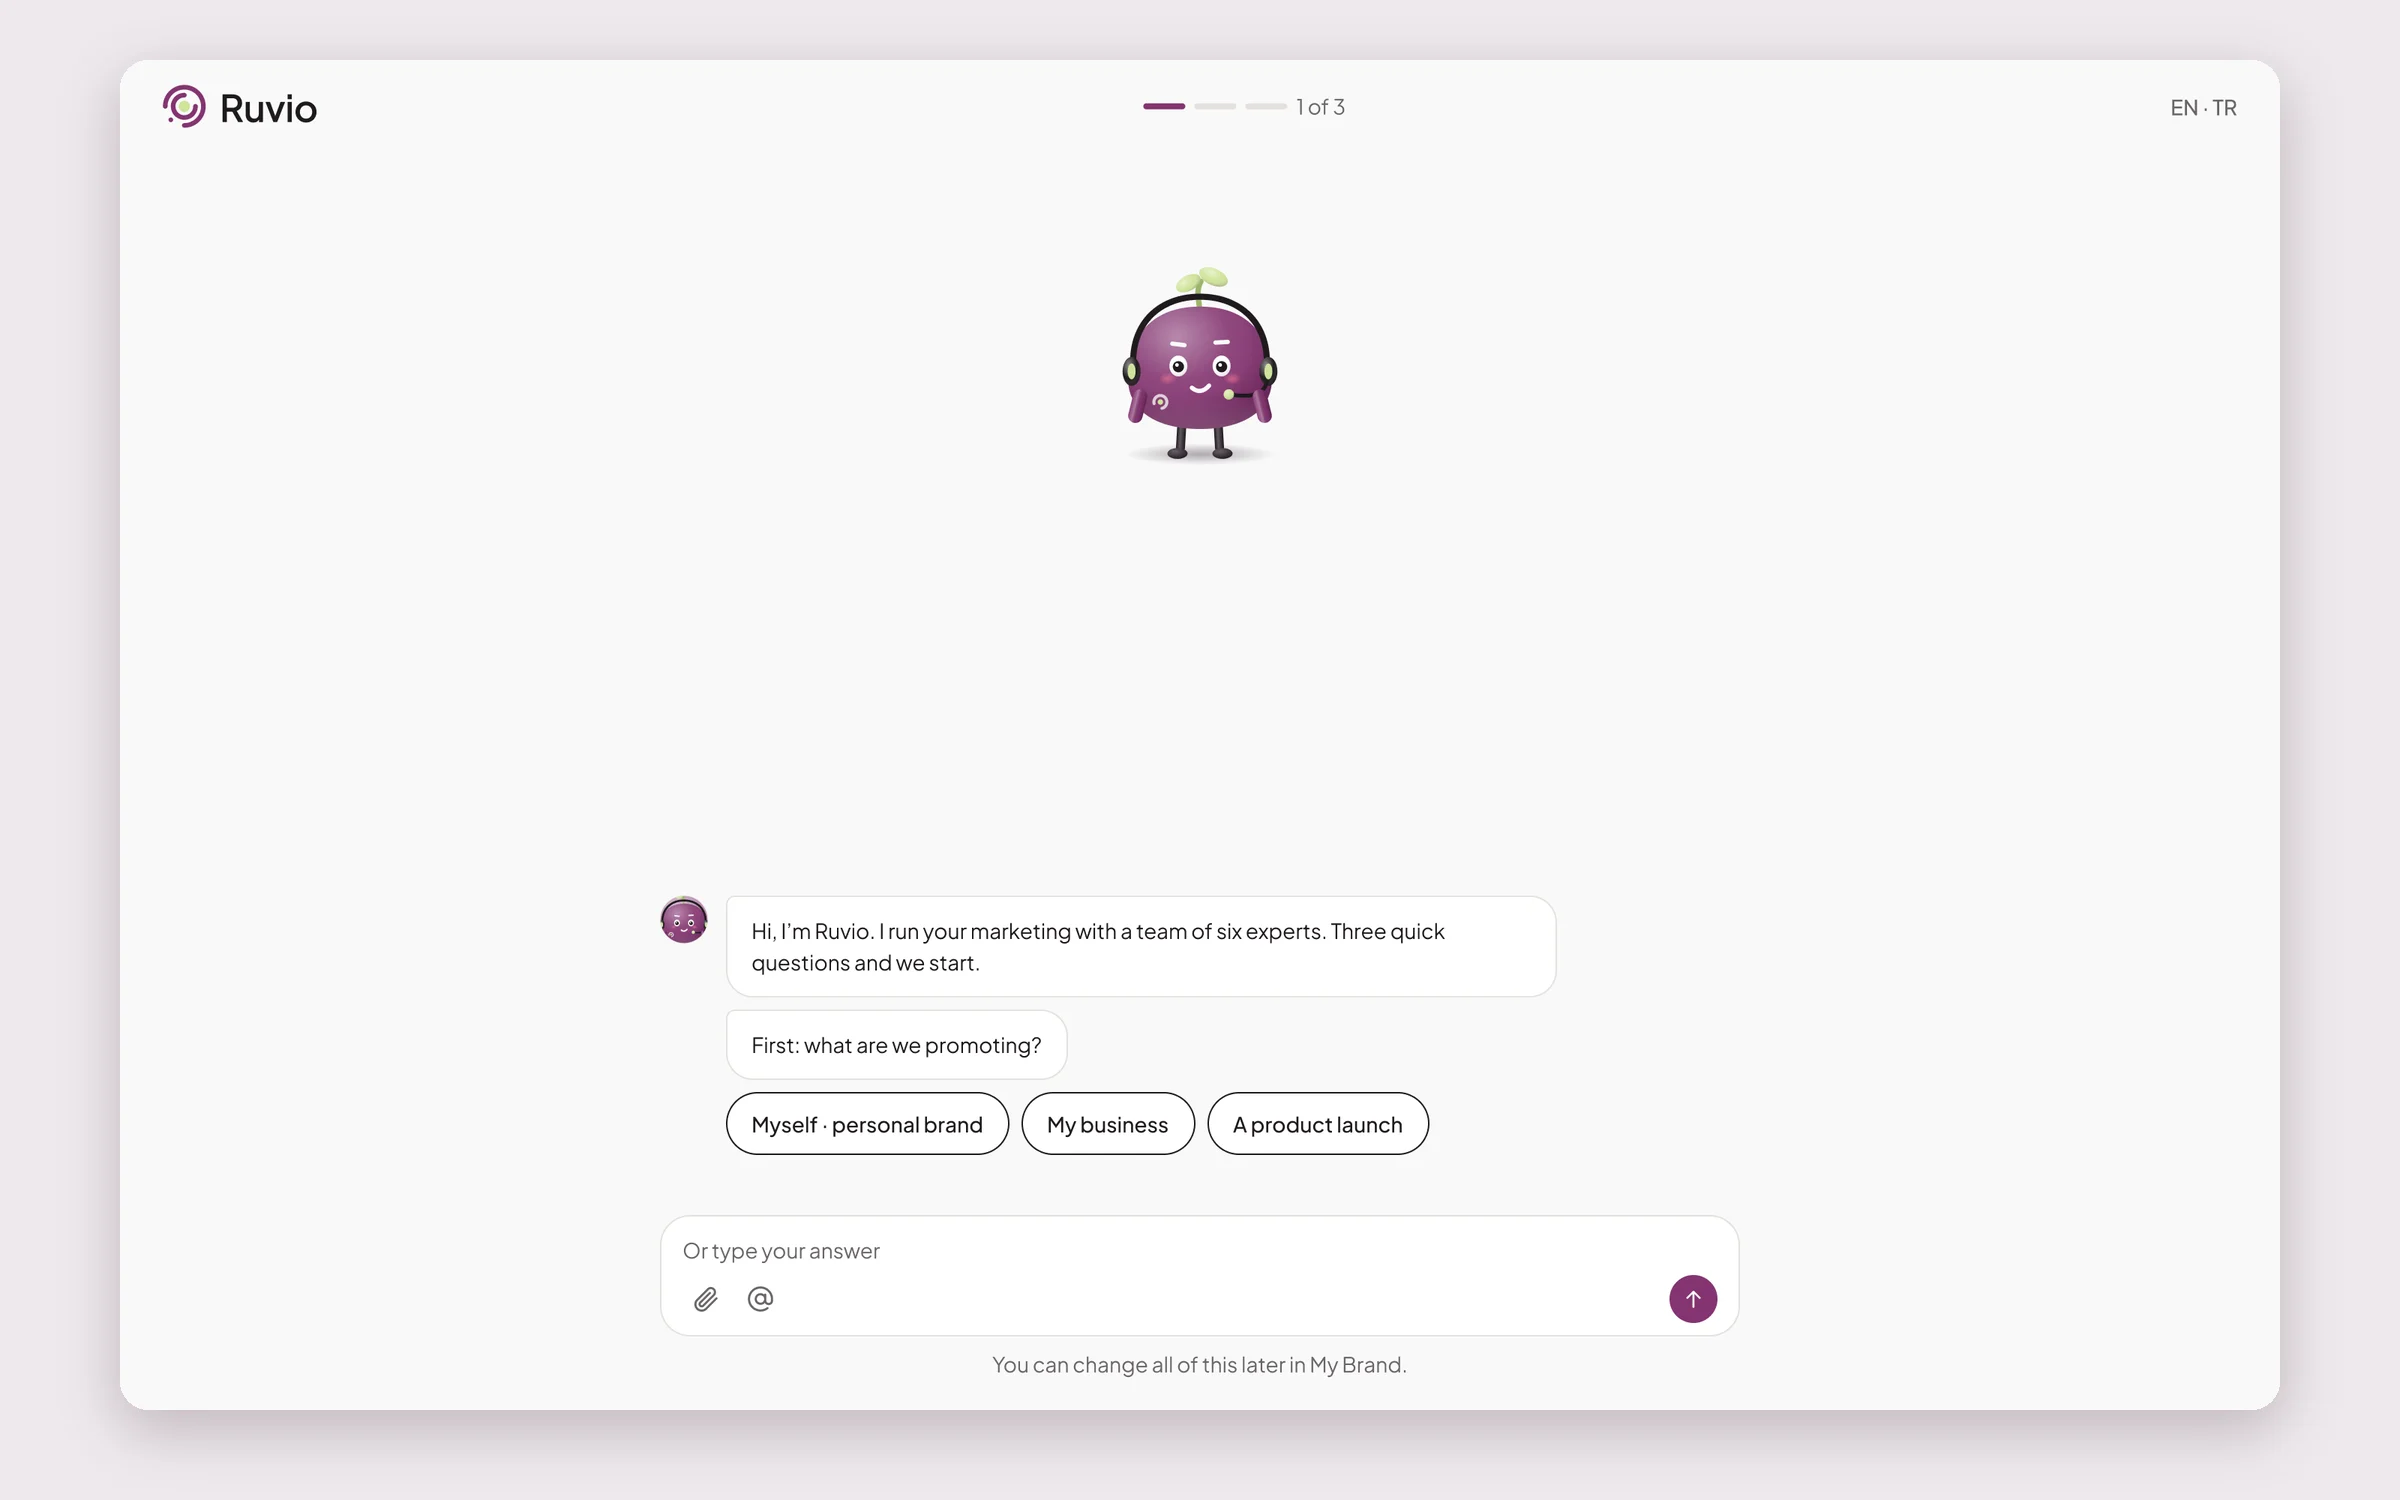 Ruvio
1 of 3
EN · TR
Hi, I’m Ruvio. I run your marketing with a team of six experts. Three quick
questions and we start.
First: what are we promoting?
Myself · personal brand
My business
A product launch
Or type your answer
You can change all of this later in My Brand.